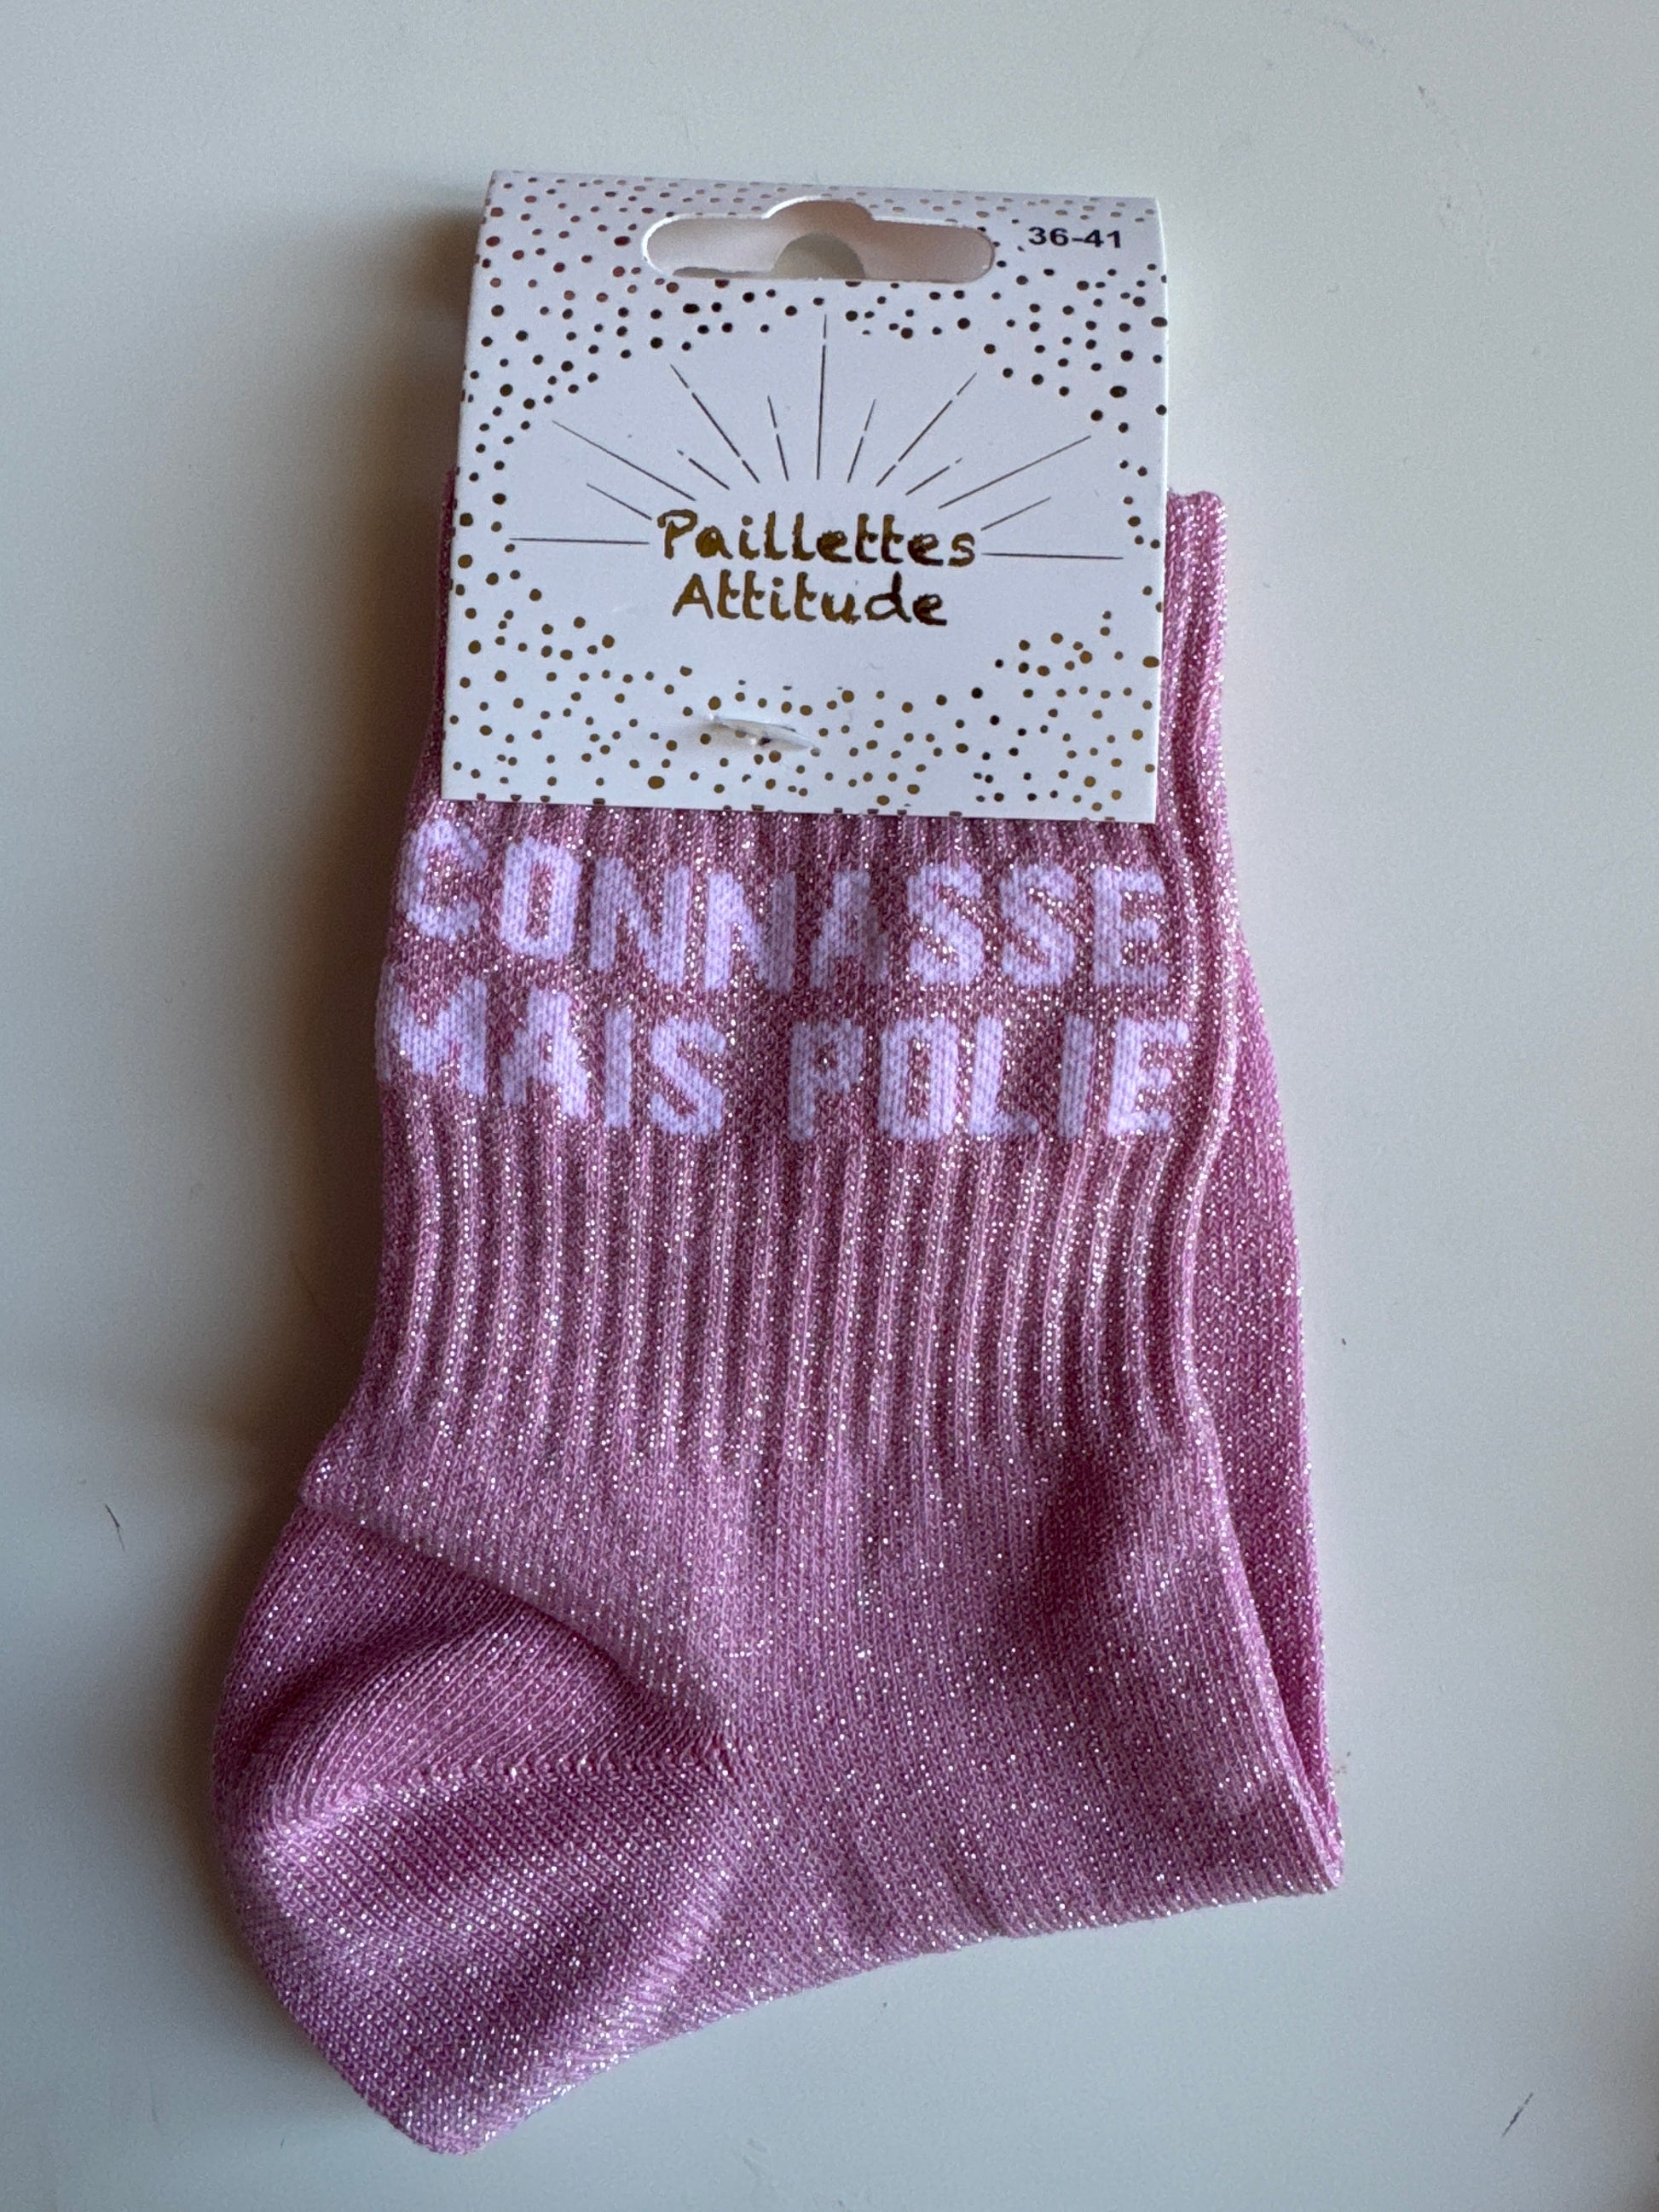 36-41
Paillettes
Attitude
CONNASSE
MAIS POLIE